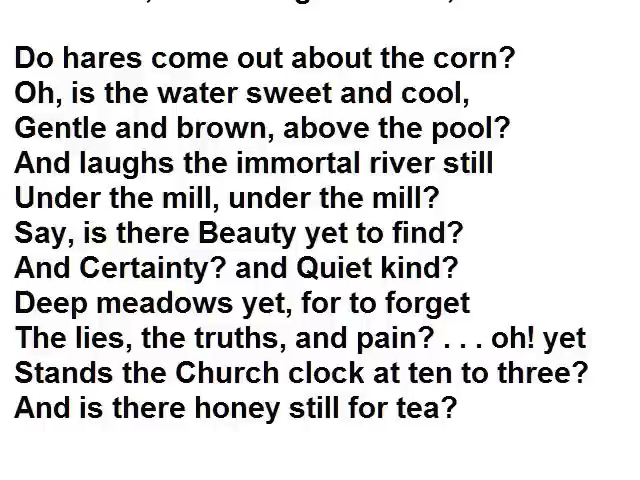 Do hares come out about the corn?
Oh, is the water sweet and cool,
Gentle and brown, above the pool?
And laughs the immortal river still
Under the mill, under the mill?
Say, is there Beauty yet to find?
And Certainty? and Quiet kind?
Deep meadows yet, for to forget
The lies, the truths, and pain? . . . oh! yet
Stands the Church clock at ten to three?
And is there honey still for tea?